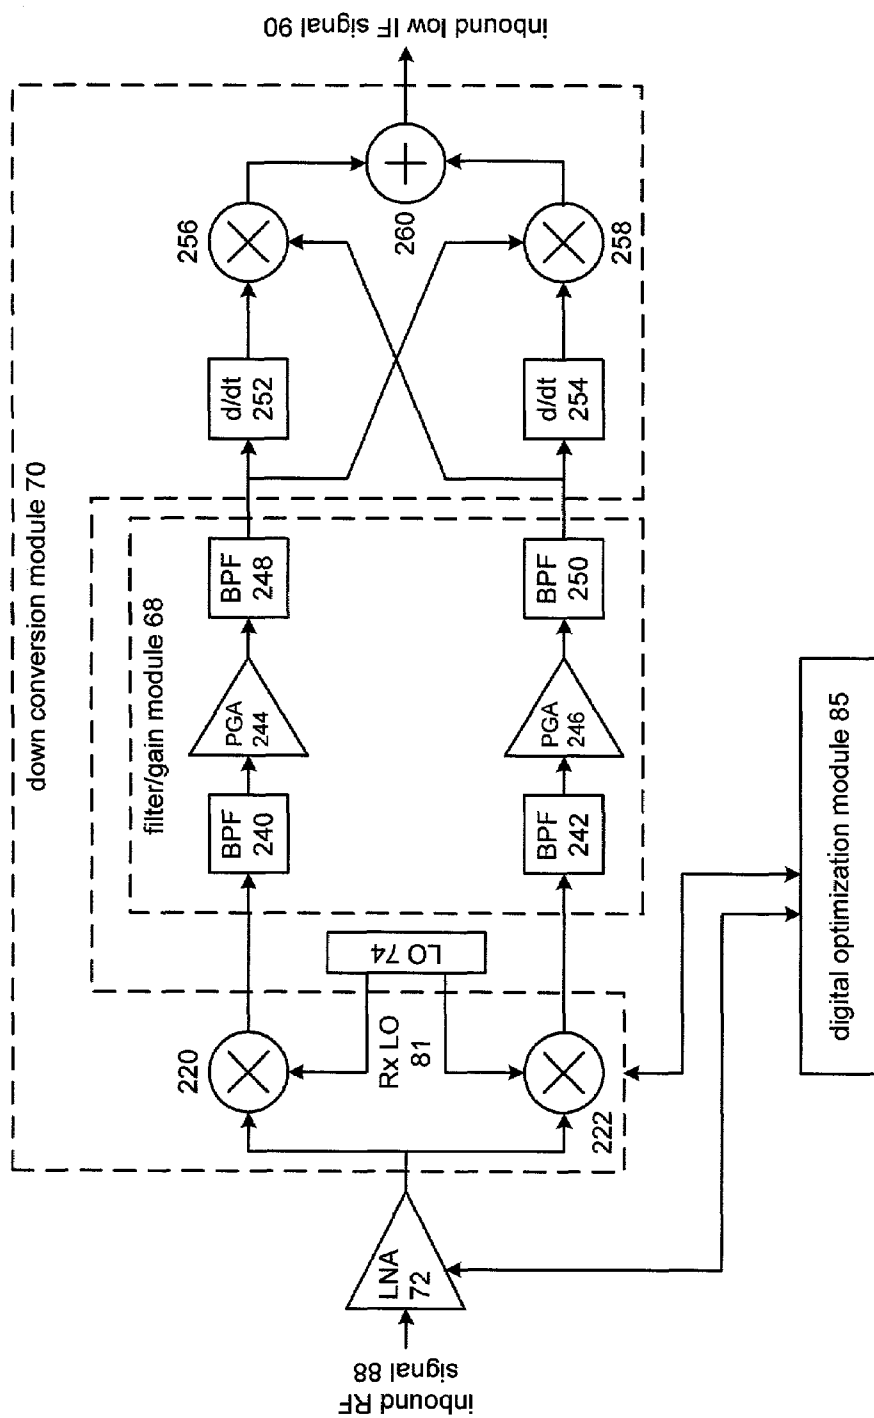 down conversion module 70
filter/gain module 68
inbound RF
signal 88
LNA
72
220
222
Rx LO
81
LO 74
BPF
240
BPF
242
PGA
244
PGA
246
BPF
248
BPF
250
d/dt
252
d/dt
254
256
258
260
inbound low IF signal 90
digital optimization module 85